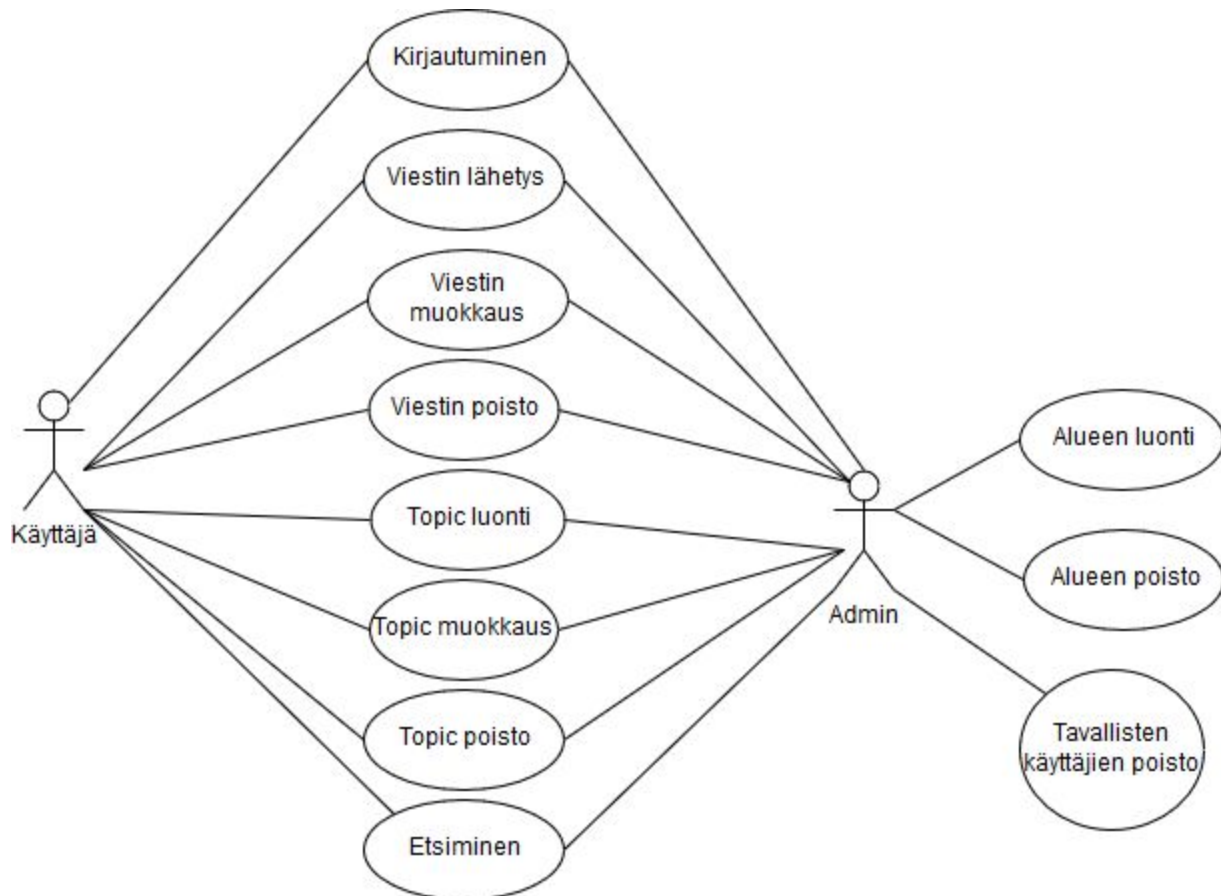 Kirjautuminen
Viestin lähetys
Viestin
muokkaus
Viestin poisto
Topic luonti
Topic muokkaus
Topic poisto
Etsiminen
Käyttäjä
Admin
Alueen luonti
Alueen poisto
Tavallisten
käyttäjien poisto